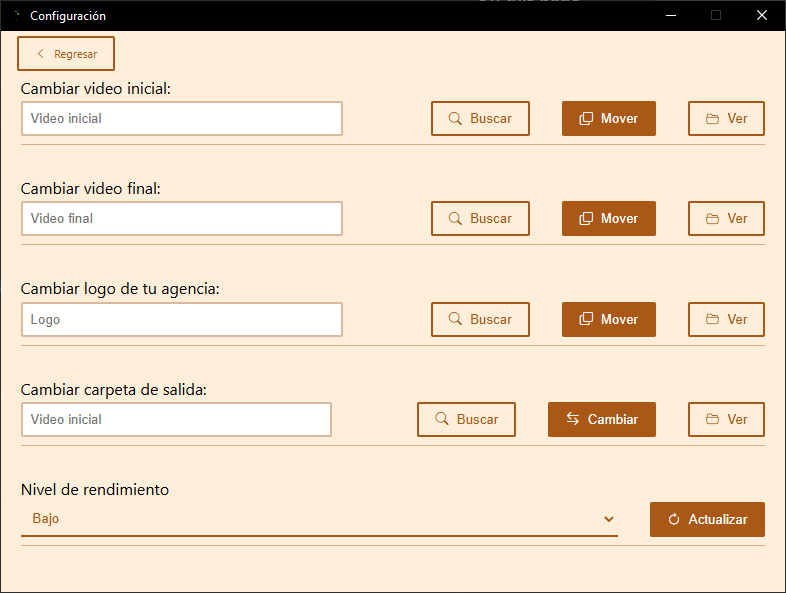 Configuración
Regresar
Cambiar video inicial:
Video inicial Buscar Mover Ver
Cambiar video final:
Video final Buscar Mover Ver
Cambiar logo de tu agencia:
Logo Buscar Mover Ver
Cambiar carpeta de salida:
Video inicial Buscar Cambiar Ver
Nivel de rendimiento
Bajo Actualizar